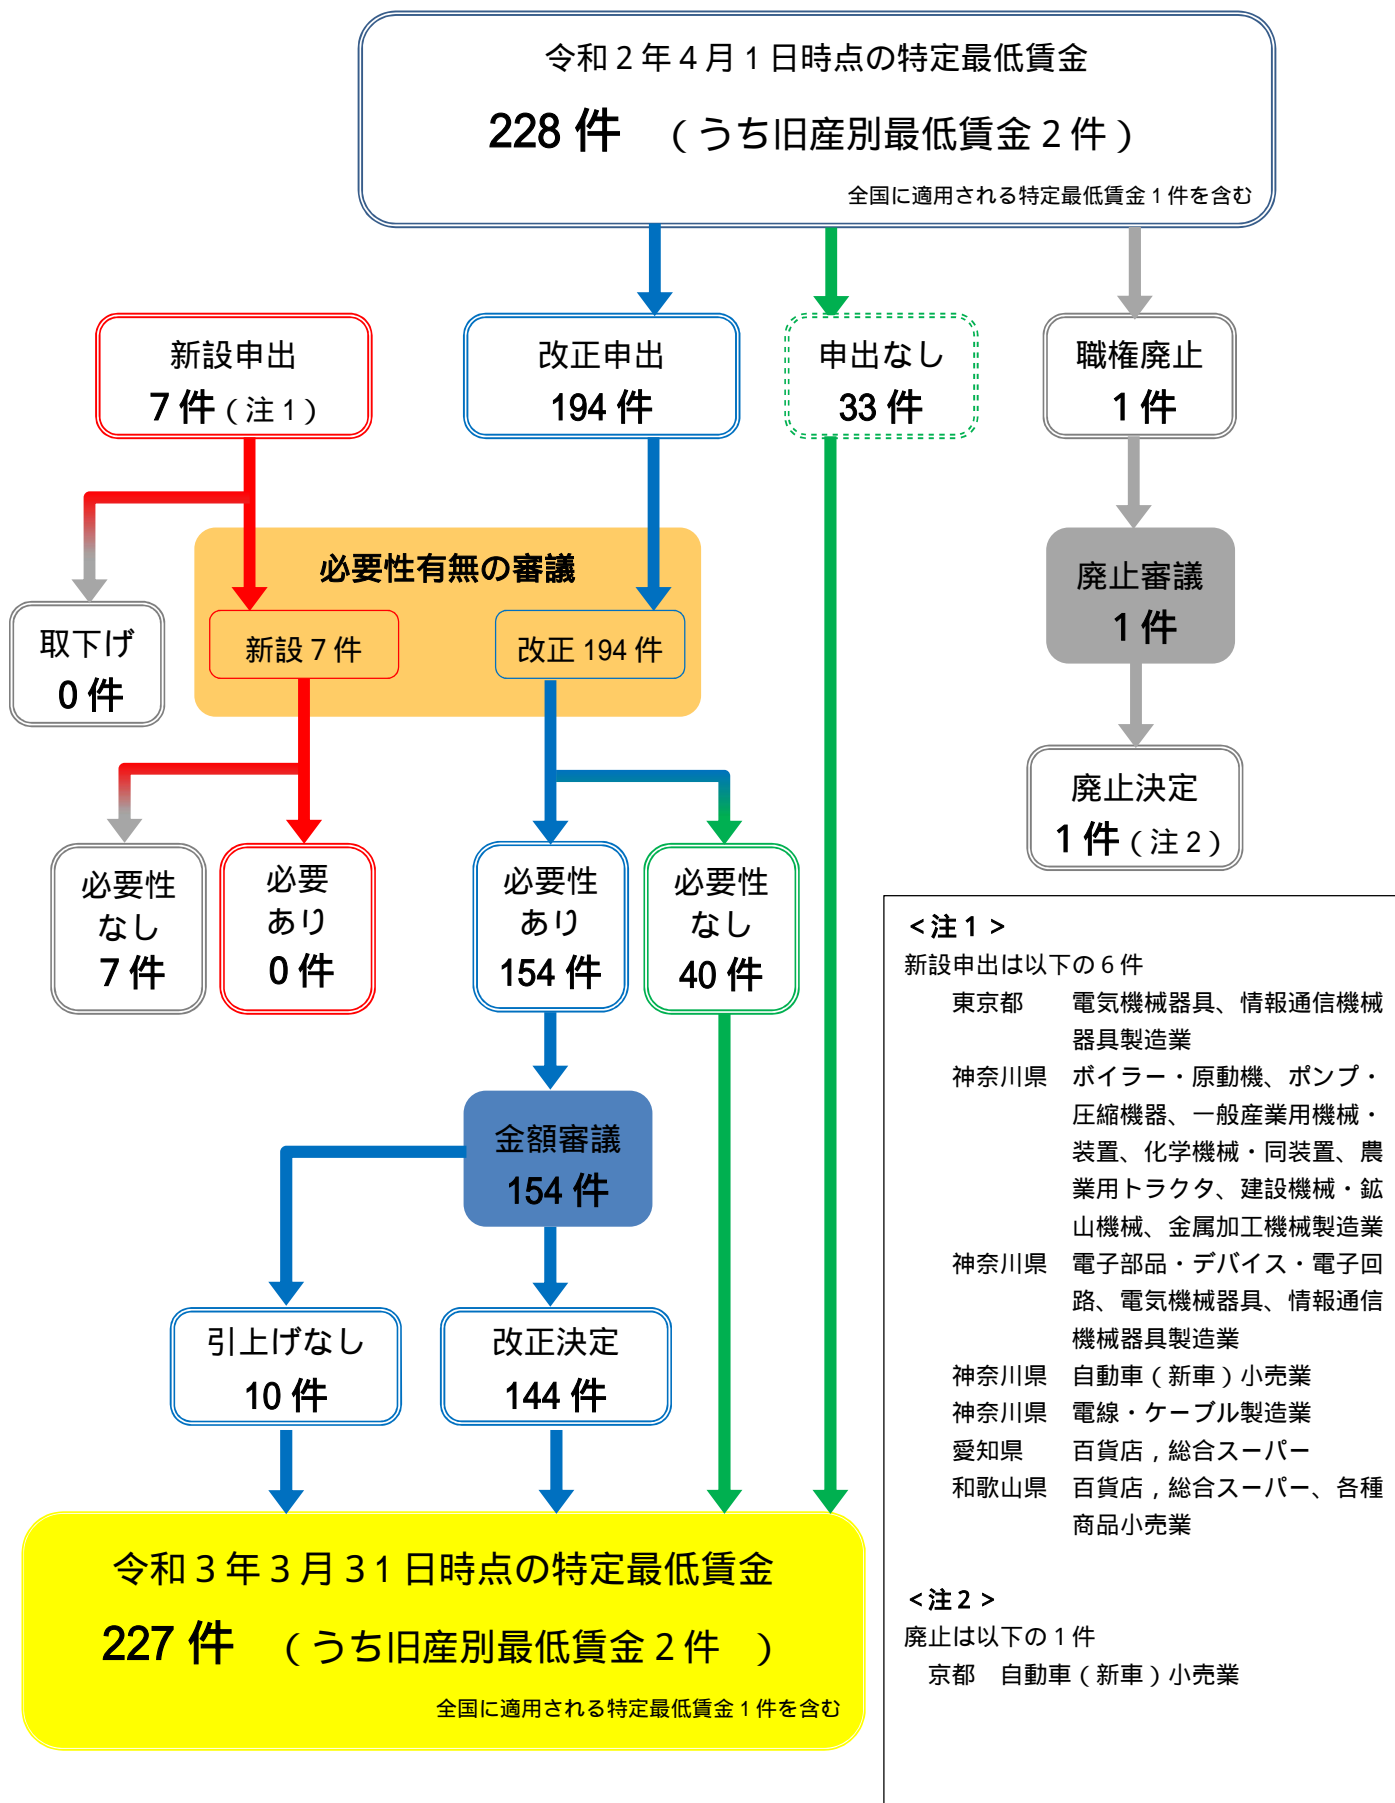 令和２年４月１日時点の特定最低賃金
228 件　（うち旧産別最低賃金２件）
全国に適用される特定最低賃金１件を含む
新設申出
7 件（注１）
改正申出
194 件
申出なし
33 件
職権廃止
1 件
必要性有無の審議
新設７件
改正 194 件
廃止審議
1 件
取下げ
0 件
廃止決定
1 件（注２）
必要性
なし
7 件
必要
あり
0 件
必要性
あり
154 件
必要性
なし
40 件
金額審議
154 件
引上げなし
10 件
改正決定
144 件
令和３年３月３１日時点の特定最低賃金
227 件　（うち旧産別最低賃金２件　）
全国に適用される特定最低賃金１件を含む
＜注１＞
新設申出は以下の６件
東京都　　電気機械器具、情報通信機械
器具製造業
神奈川県　ボイラー・原動機、ポンプ・
圧縮機器、一般産業用機械・
装置、化学機械・同装置、農
業用トラクタ、建設機械・鉱
山機械、金属加工機械製造業
神奈川県　電子部品・デバイス・電子回
路、電気機械器具、情報通信
機械器具製造業
神奈川県　自動車（新車）小売業
神奈川県　電線・ケーブル製造業
愛知県　　百貨店，総合スーパー
和歌山県　百貨店，総合スーパー、各種
商品小売業
＜注２＞
廃止は以下の１件
京都　自動車（新車）小売業